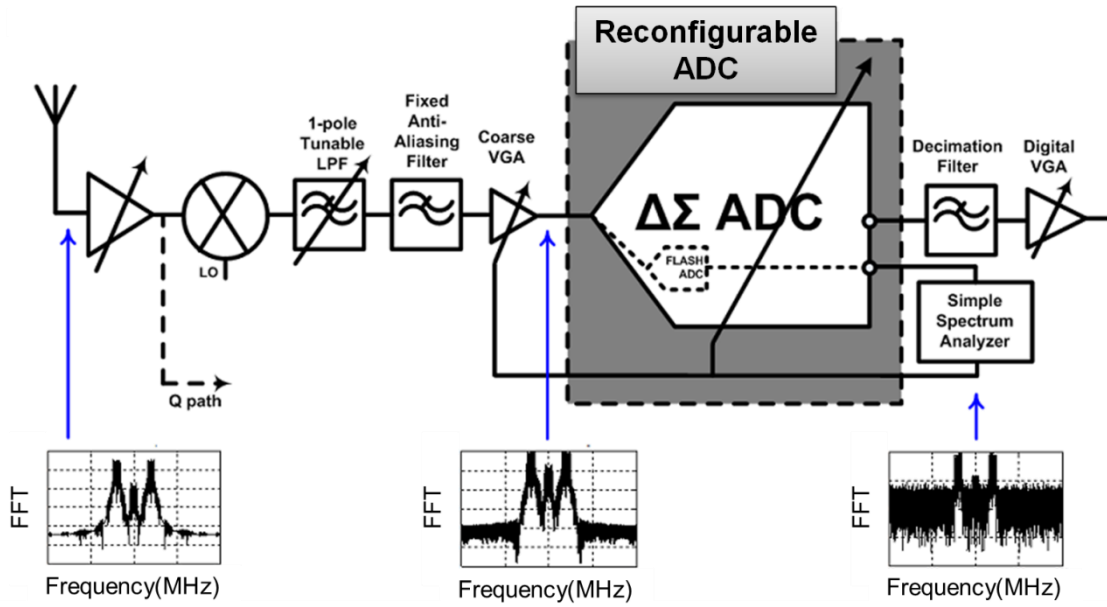 Reconfigurable
ADC
Fixed
Anti-
Aliasing
Filter
1-pole
Tunable
LPF
Coarse
VGA
Decimation
Filter
Digital
VGA
ΔΣ ADC
FLASH
ADC
LO
Simple
Spectrum
Analyzer
Q path
FFT
Frequency(MHz)
FFT
Frequency(MHz)
FFT
Frequency(MHz)